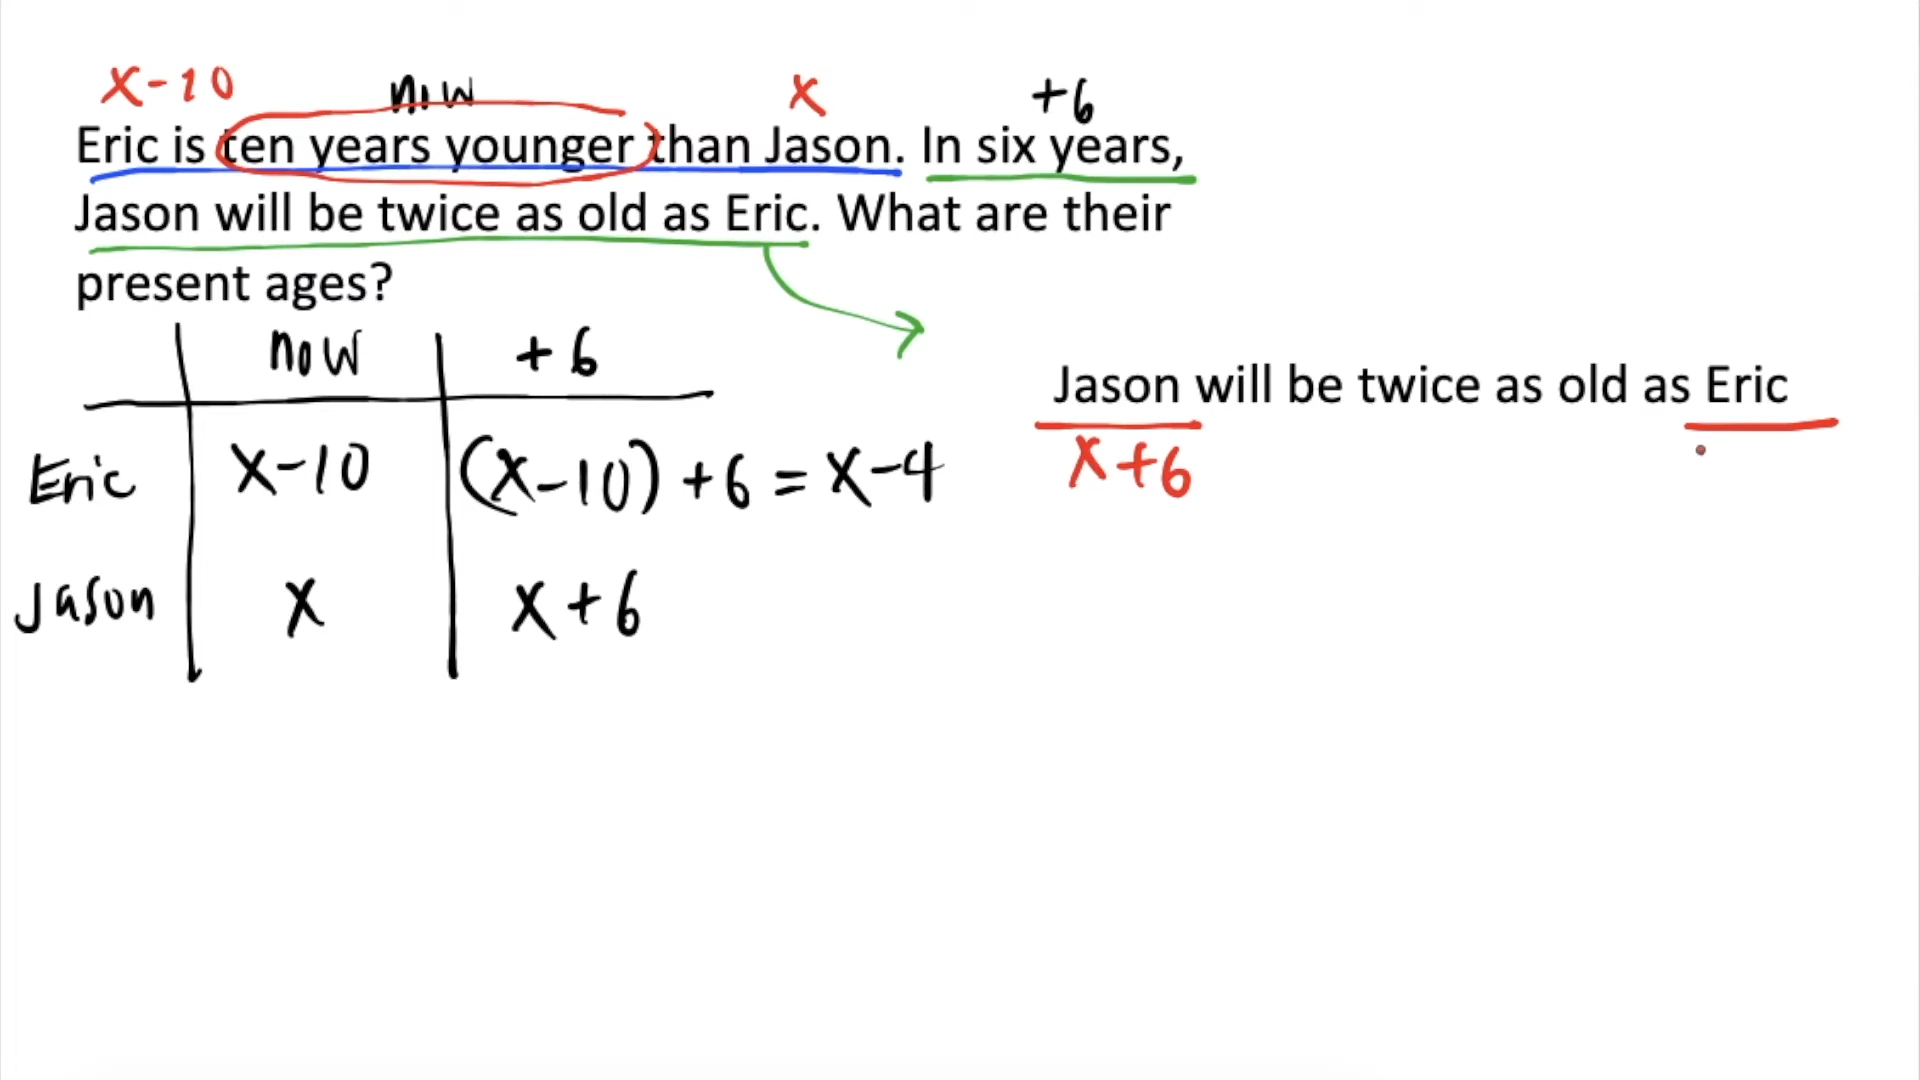 x-10 now x +6
Eric is ten years younger than Jason. In six years,
Jason will be twice as old as Eric. What are their
present ages?
now +6
Jason will be twice as old as Eric
x+6
Eric x-10 (x-10)+6=x-4
Jason x x+6